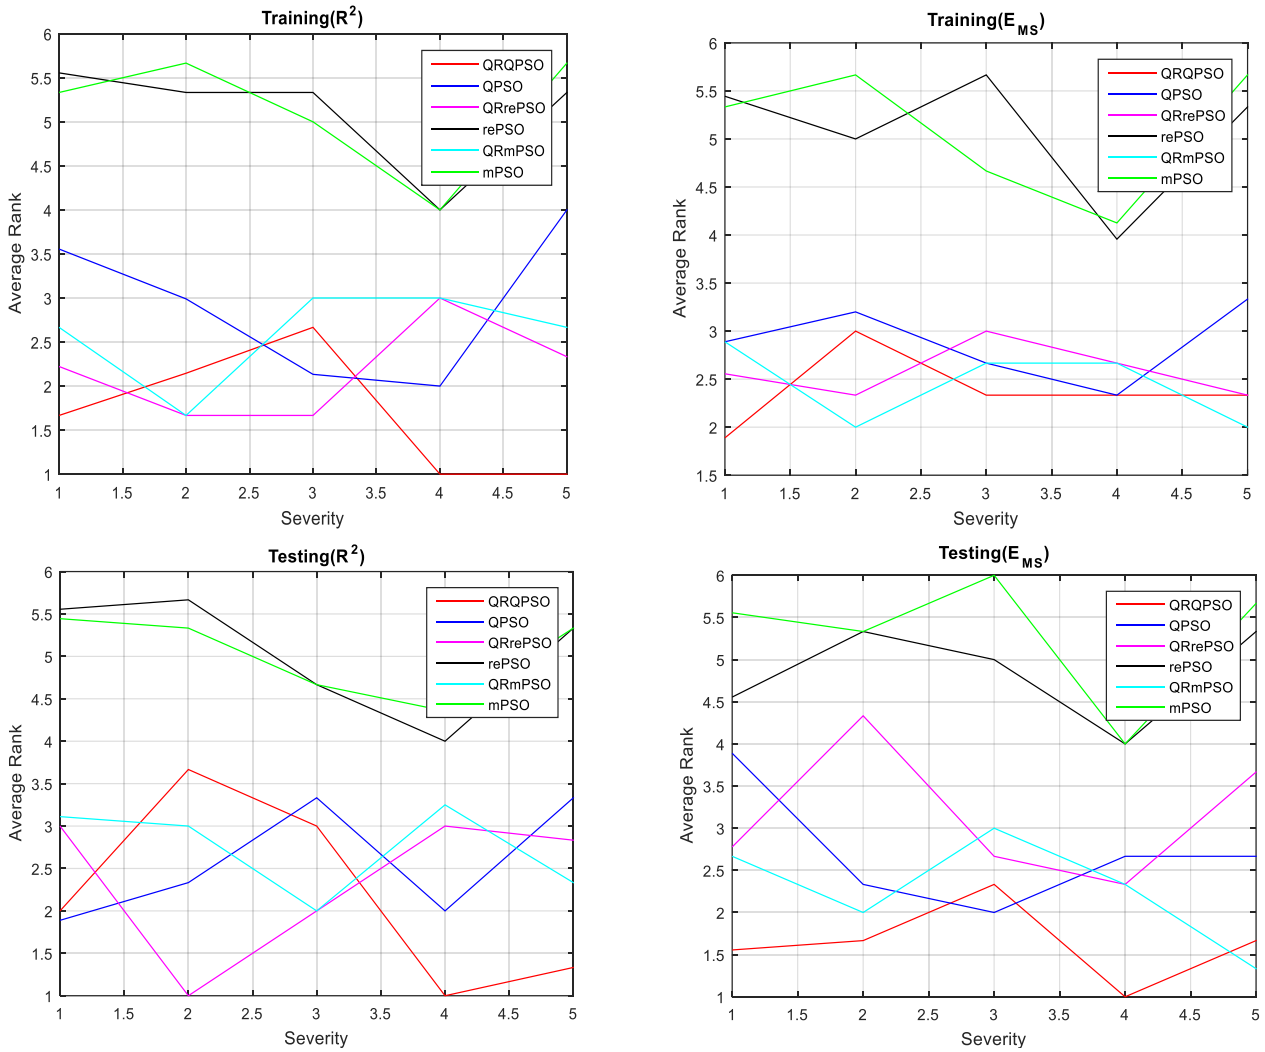 Training(R²)
6
5.5
5
4.5
4
3.5
3
2.5
2
1.5
1
Average Rank
QRQPSO
QPSO
QRrePSO
rePSO
QRmPSO
mPSO
1 1.5 2 2.5 3 3.5 4 4.5 5
Severity
Training(E_MS)
6
5.5
5
4.5
4
3.5
3
2.5
2
1.5
Average Rank
QRQPSO
QPSO
QRrePSO
rePSO
QRmPSO
mPSO
1 1.5 2 2.5 3 3.5 4 4.5 5
Severity
Testing(R²)
6
5.5
5
4.5
4
3.5
3
2.5
2
1.5
1
Average Rank
QRQPSO
QPSO
QRrePSO
rePSO
QRmPSO
mPSO
1 1.5 2 2.5 3 3.5 4 4.5 5
Severity
Testing(E_MS)
6
5.5
5
4.5
4
3.5
3
2.5
2
1.5
1
Average Rank
QRQPSO
QPSO
QRrePSO
rePSO
QRmPSO
mPSO
1 1.5 2 2.5 3 3.5 4 4.5 5
Severity